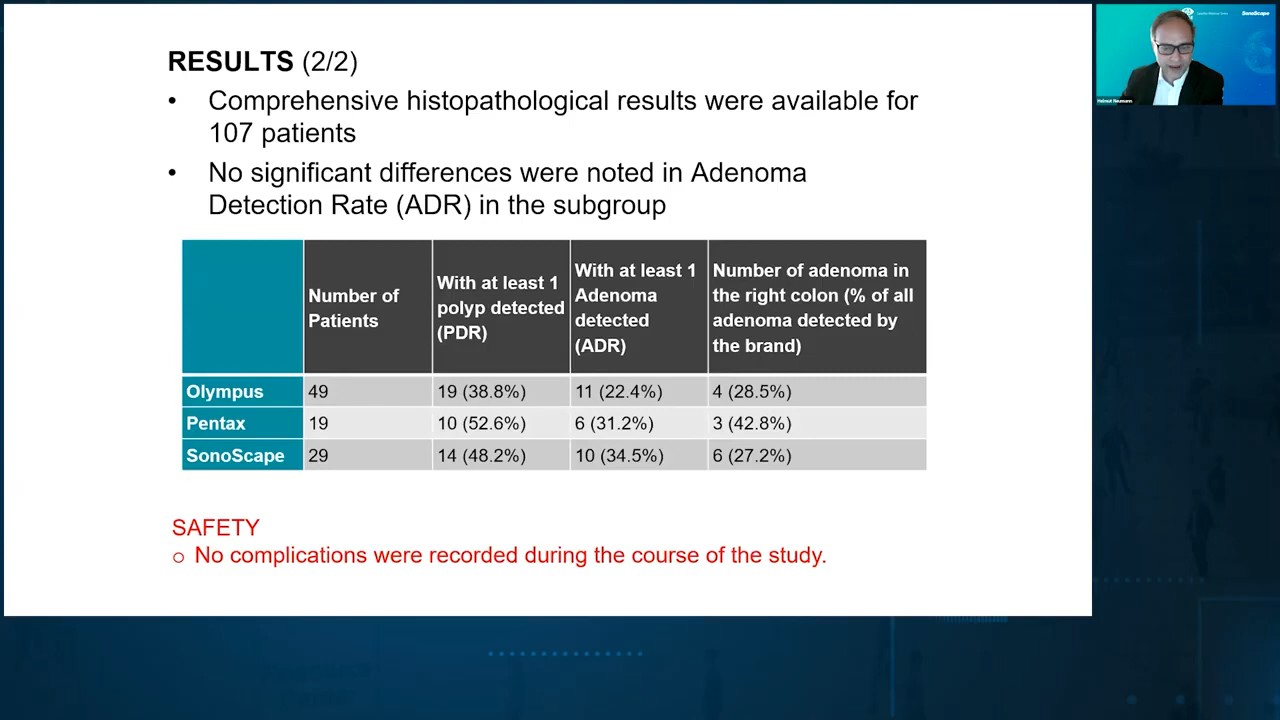 RESULTS (2/2)
• Comprehensive histopathological results were available for
107 patients
• No significant differences were noted in Adenoma
Detection Rate (ADR) in the subgroup
Number of
Patients
With at least 1
polyp detected
(PDR)
With at least 1
Adenoma
detected
(ADR)
Number of adenoma in
the right colon (% of all
adenoma detected by
the brand)
Olympus 49 19 (38.8%) 11 (22.4%) 4 (28.5%)
Pentax 19 10 (52.6%) 6 (31.2%) 3 (42.8%)
SonoScape 29 14 (48.2%) 10 (34.5%) 6 (27.2%)
SAFETY
o No complications were recorded during the course of the study.
SonoScape
Helmut Neumann